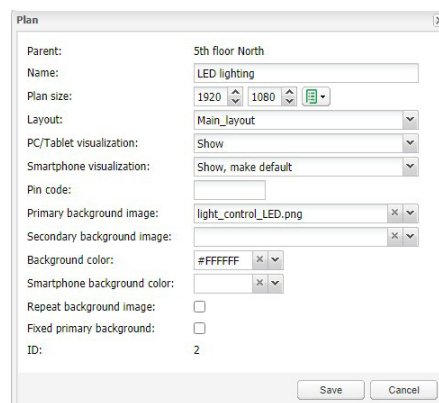 Plan
Parent: 5th floor North
Name: LED lighting
Plan size: 1920 1080
Layout: Main_layout
PC/Tablet visualization: Show
Smartphone visualization: Show, make default
Pin code:
Primary background image: light_control_LED.png
Secondary background image:
Background color: #FFFFFF
Smartphone background color:
Repeat background image:
Fixed primary background:
ID: 2
Save Cancel